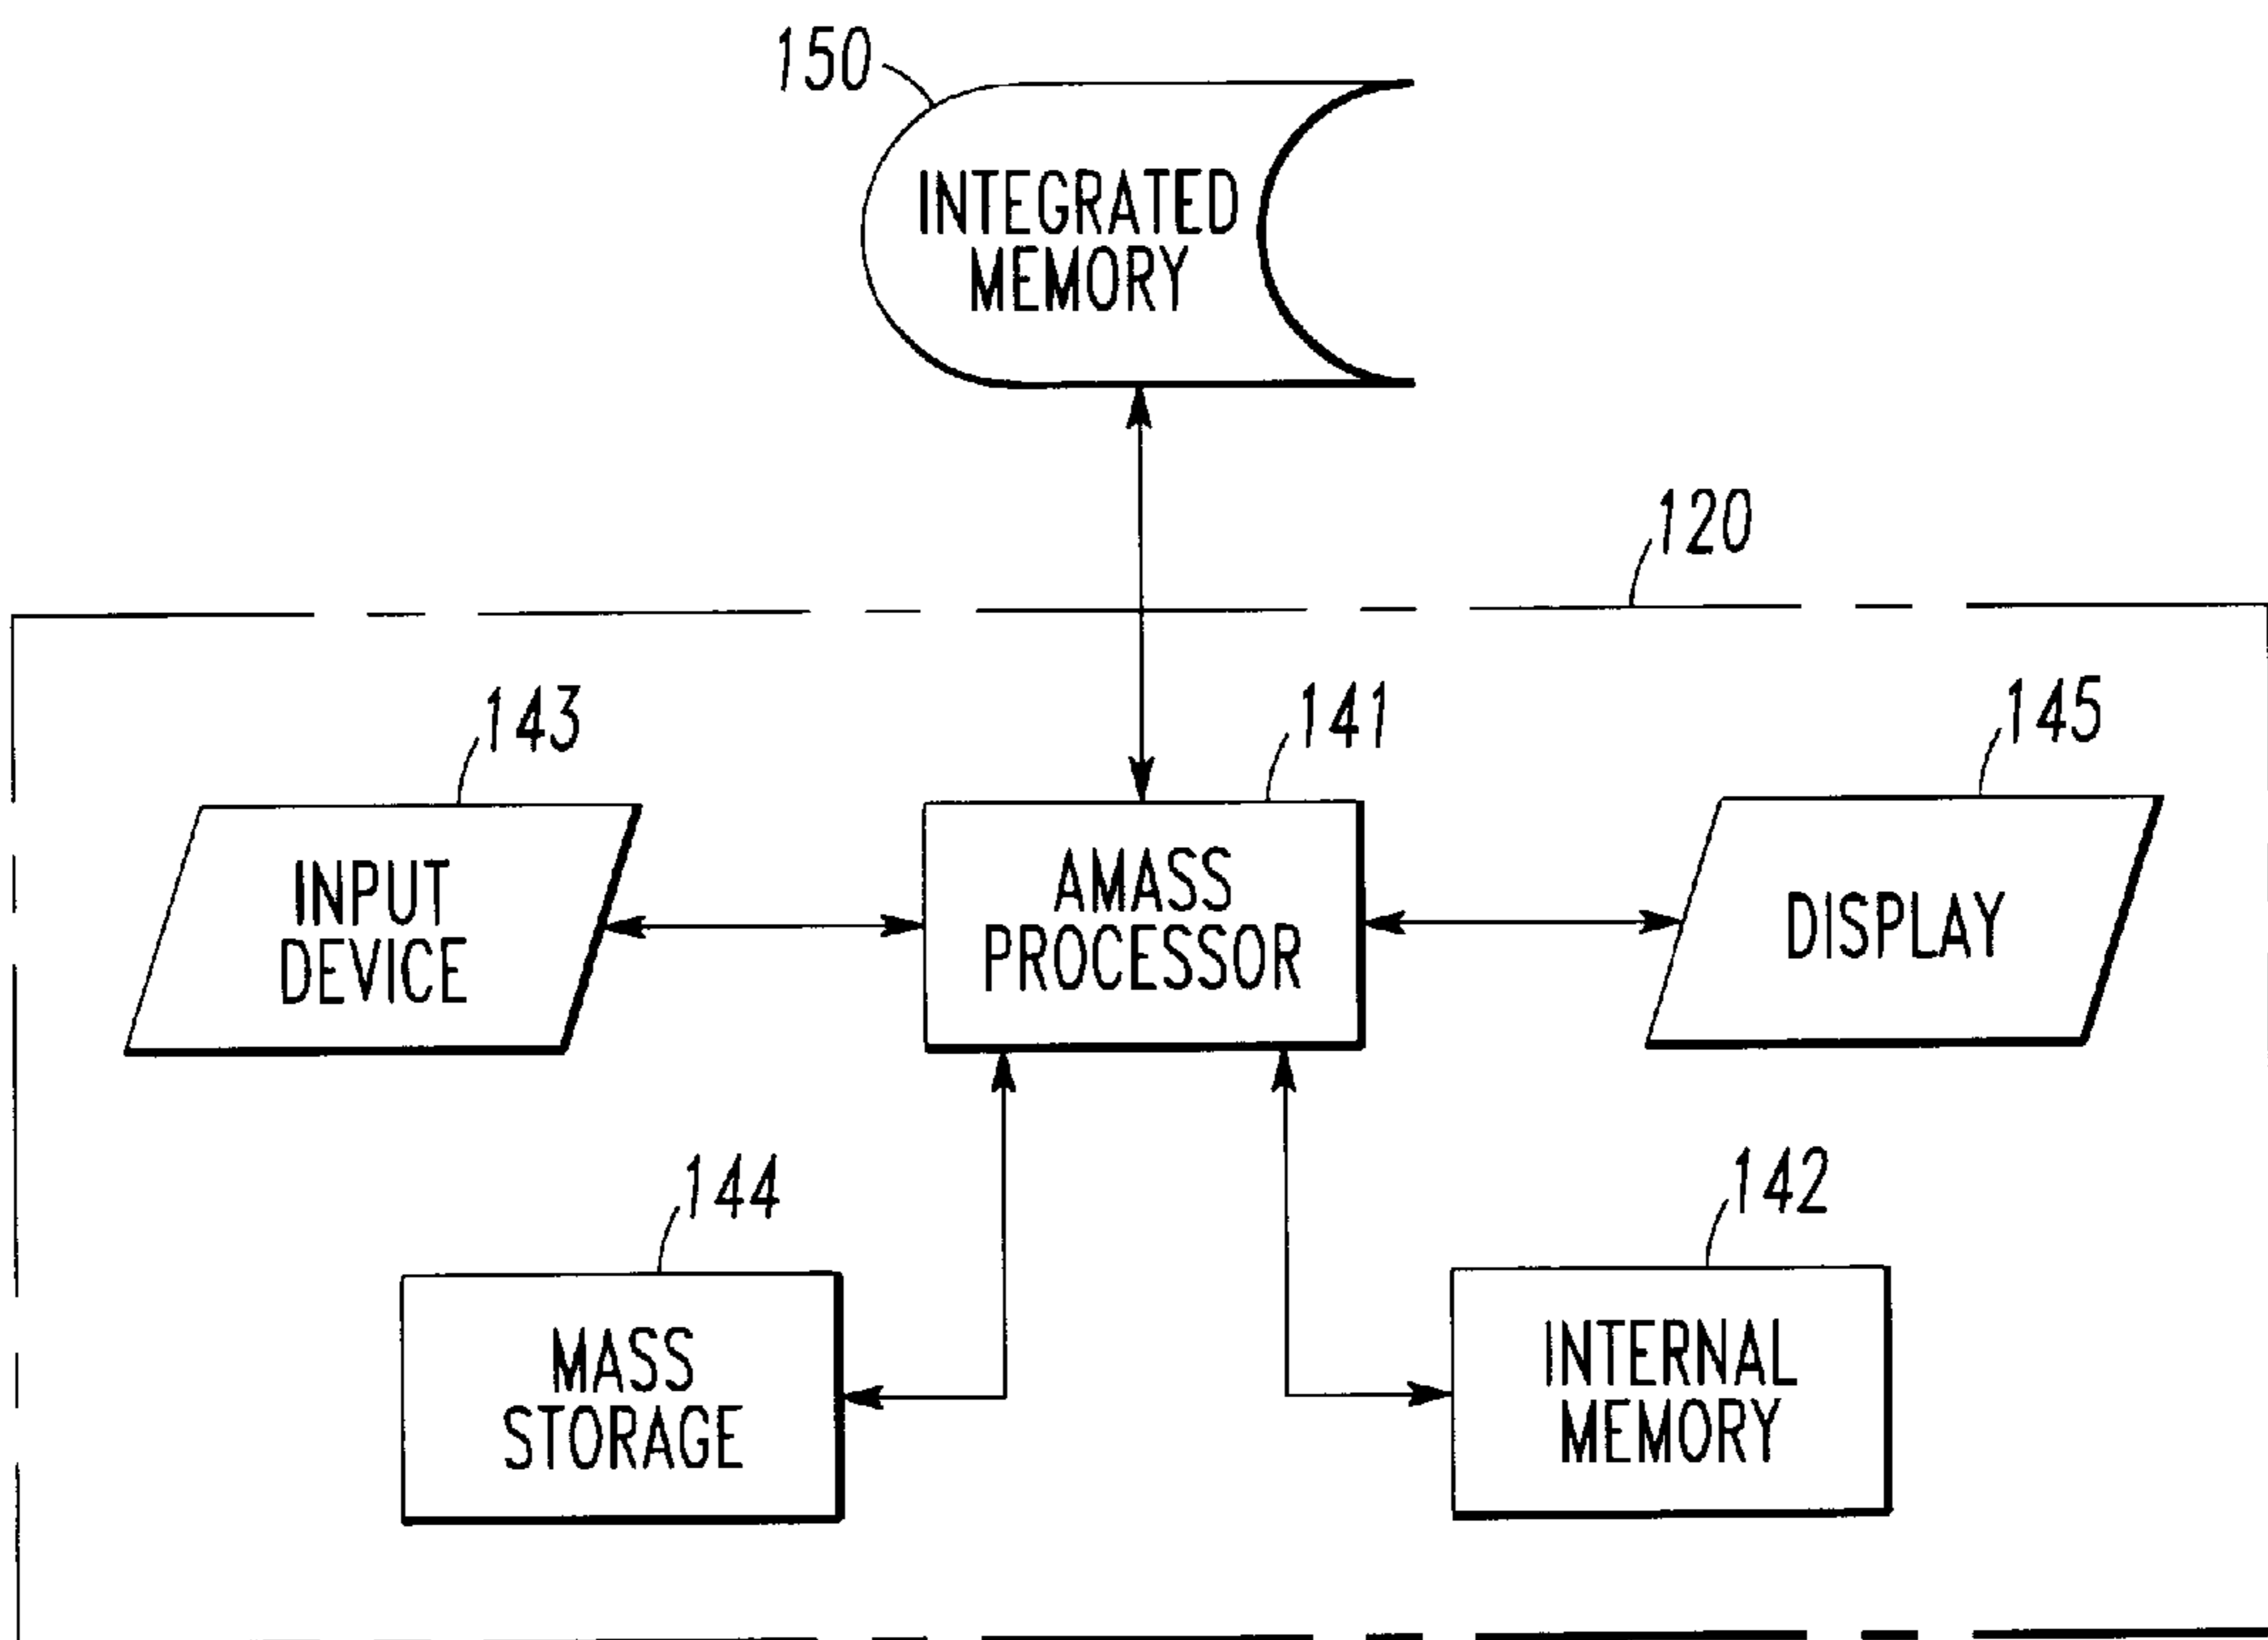 150
INTEGRATED
MEMORY
120
143
141
145
INPUT
DEVICE
AMASS
PROCESSOR
DISPLAY
144
142
MASS
STORAGE
INTERNAL
MEMORY